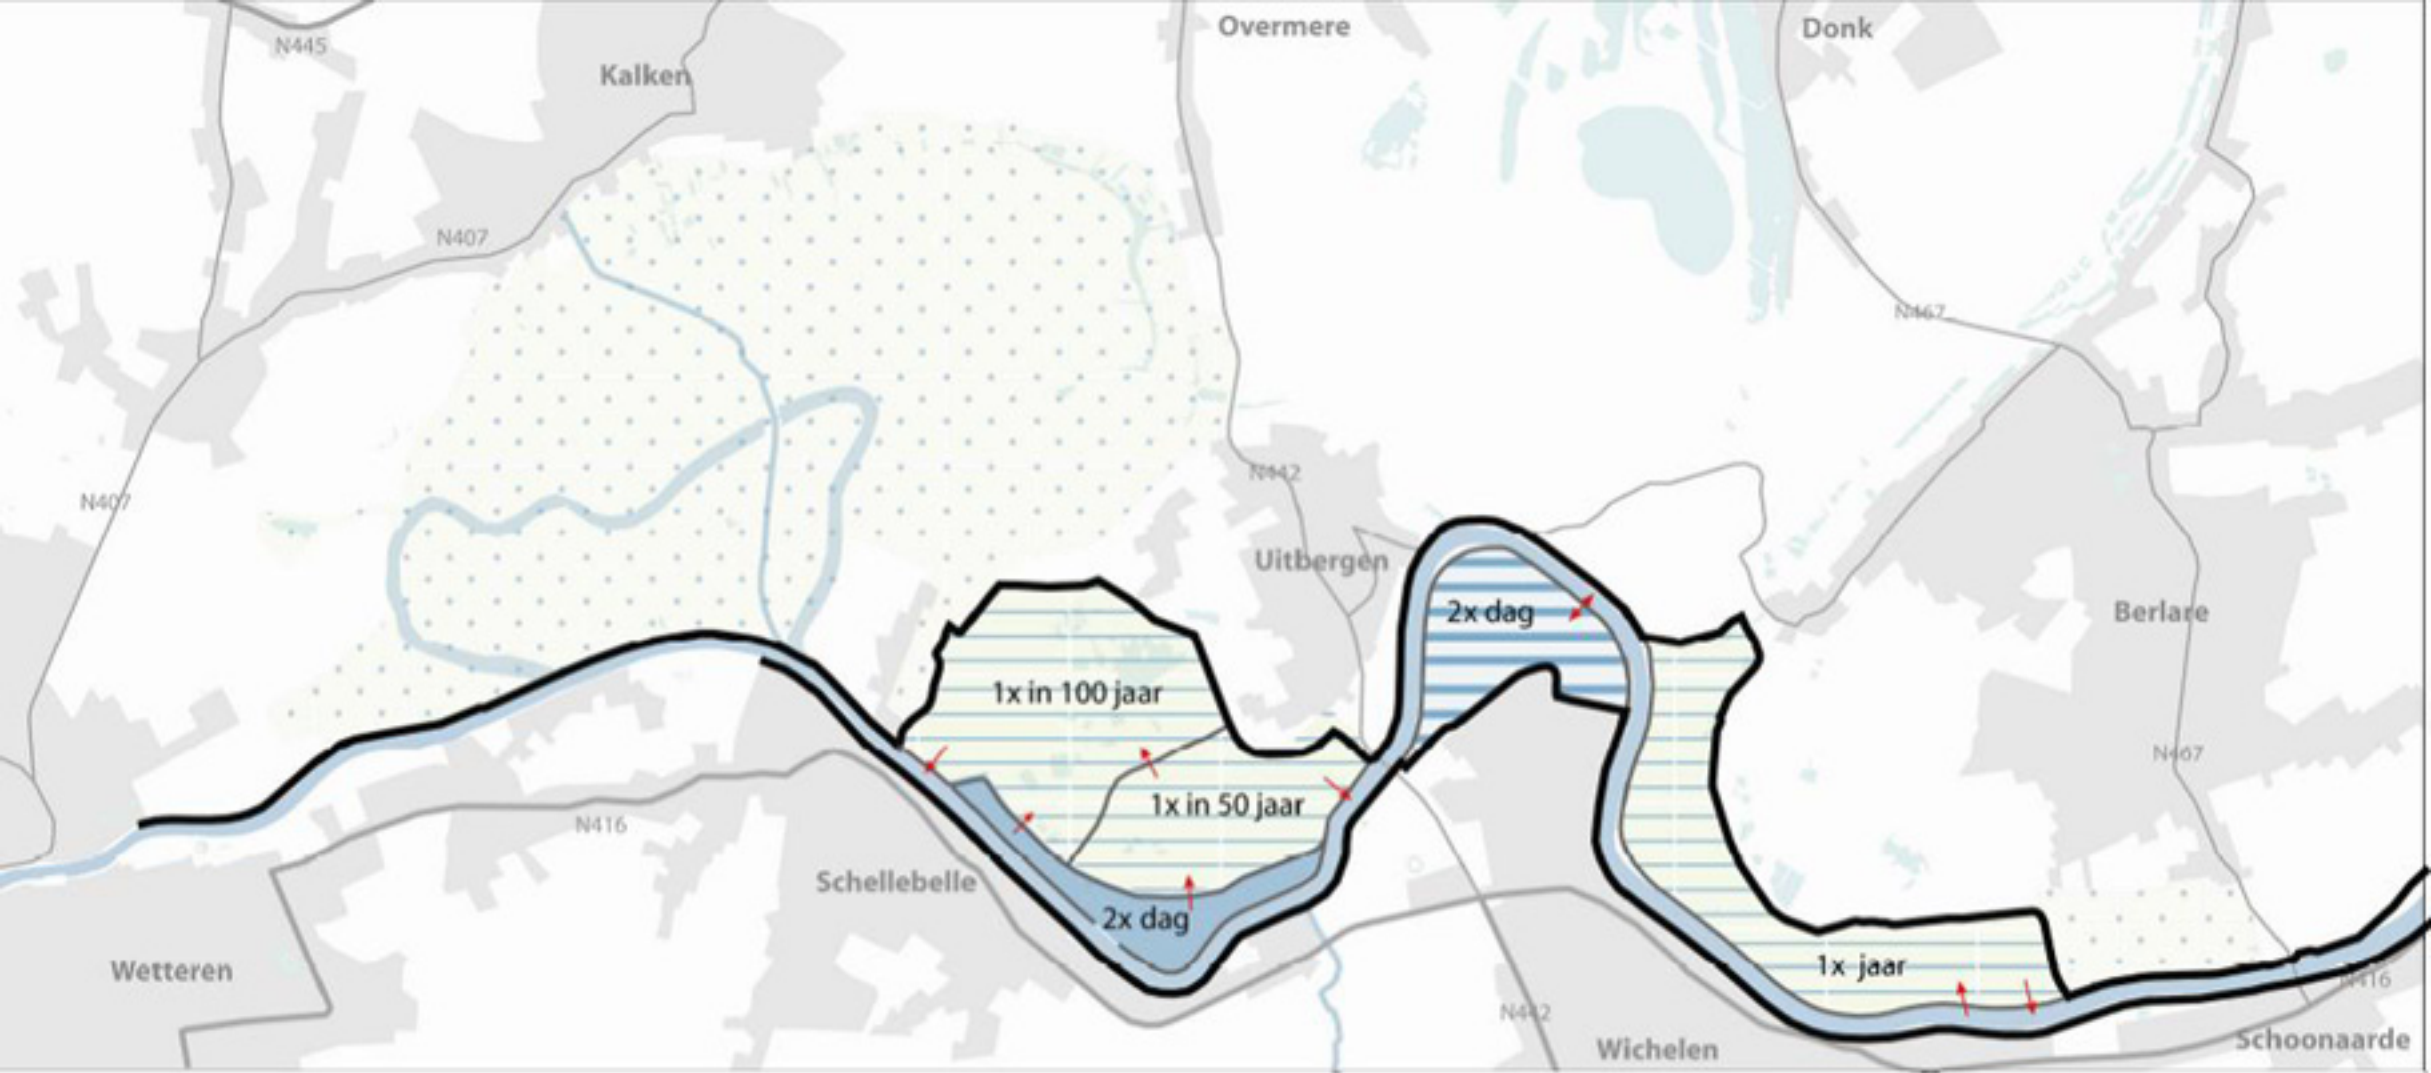 Overmere
Donk
N445
Kalken
N407
N467
N442
N407
Uitbergen
2x dag
Berlare
1x in 100 jaar
N467
1x in 50 jaar
N416
Schellebelle
2x dag
1x jaar
Wetteren
N416
N442
Wichelen
Schoonaarde